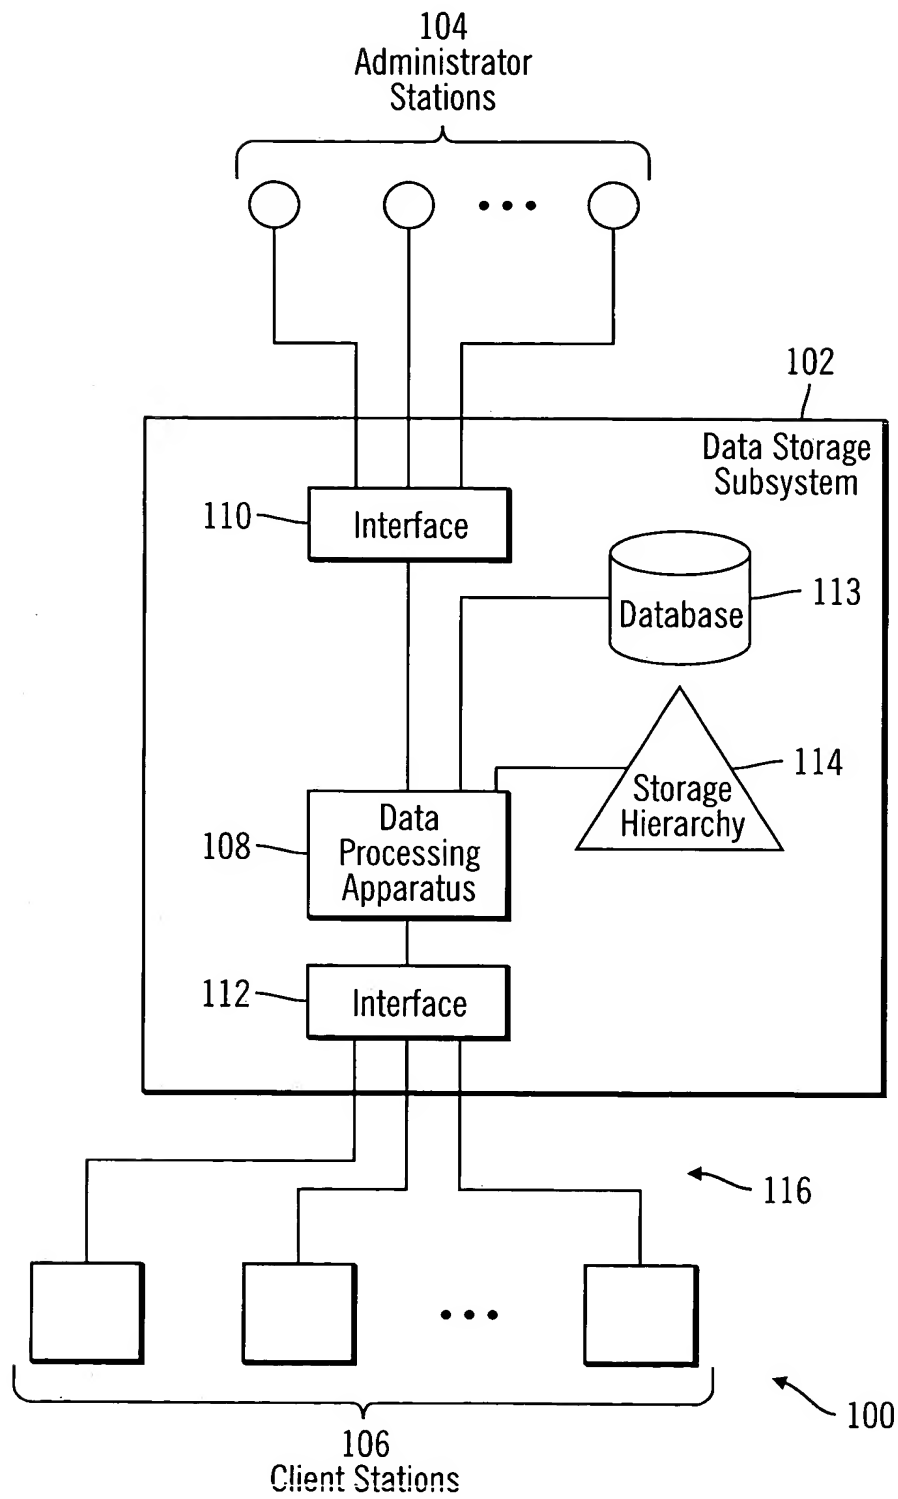 104
Administrator
Stations
102
Data Storage
Subsystem
110
Interface
113
Database
114
Storage
Hierarchy
108
Data
Processing
Apparatus
112
Interface
116
100
106
Client Stations